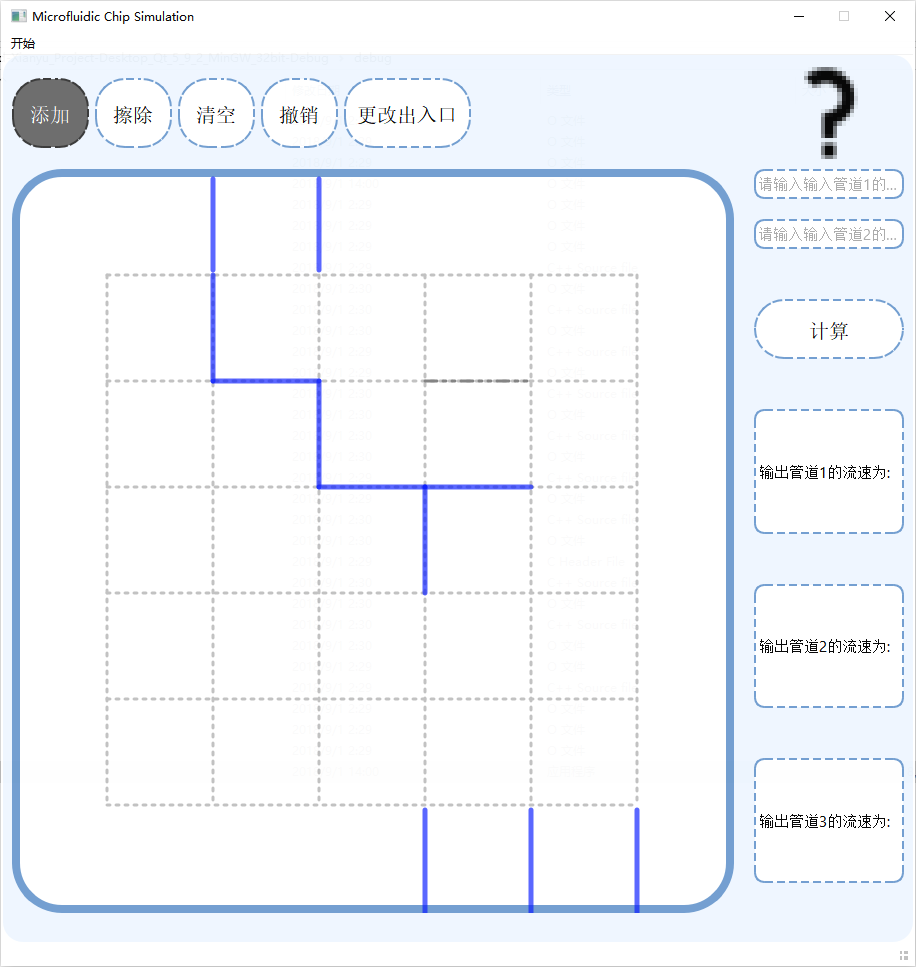 Microfluidic Chip Simulation
开始
添加
擦除
清空
撤销
更改出入口
?
请输入输入管道1的...
请输入输入管道2的...
计算
输出管道1的流速为:
输出管道2的流速为:
输出管道3的流速为: